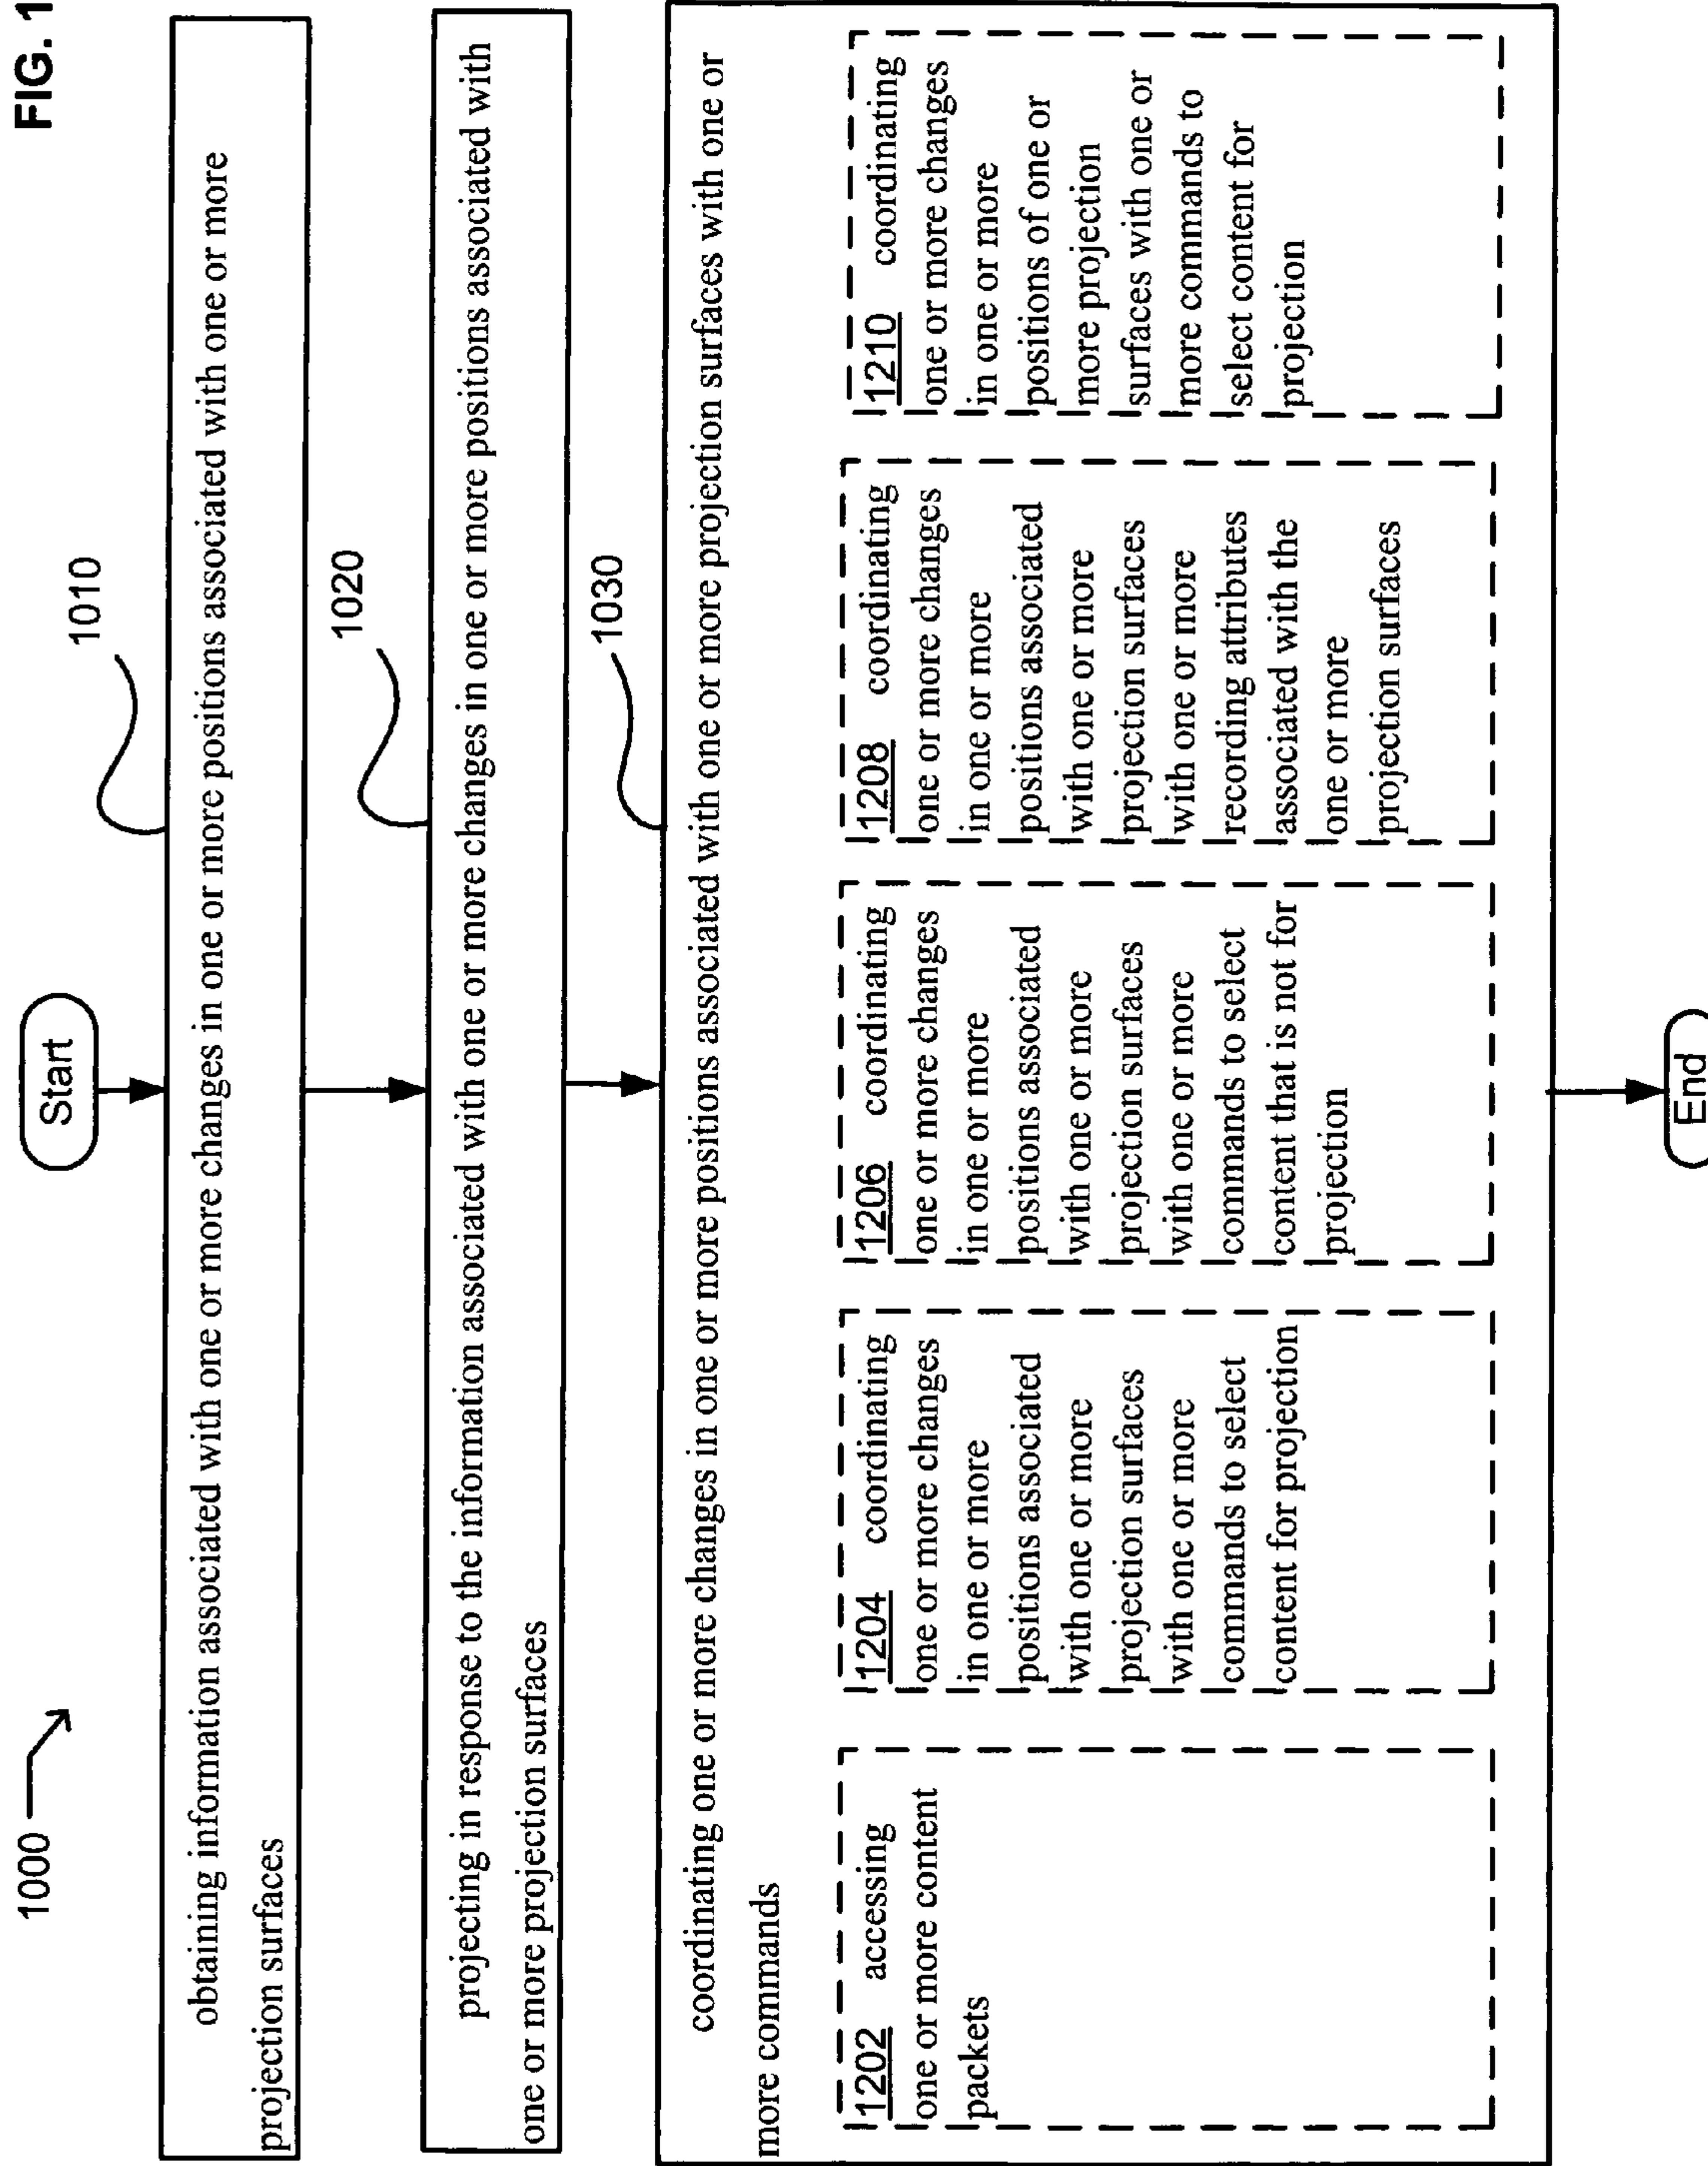 FIG. 1
1000
Start
1010
obtaining information associated with one or more changes in one or more positions associated with one or more
projection surfaces
1020
projecting in response to the information associated with one or more changes in one or more positions associated with
one or more projection surfaces
1030
coordinating one or more changes in one or more positions associated with one or more projection surfaces with one or
more commands
1202 accessing
one or more content
packets
1204 coordinating
one or more changes
in one or more
positions associated
with one or more
projection surfaces
with one or more
commands to select
content for projection
1206 coordinating
one or more changes
in one or more
positions associated
with one or more
projection surfaces
with one or more
commands to select
content that is not for
projection
1208 coordinating
one or more changes
in one or more
positions associated
with one or more
projection surfaces
with one or more
recording attributes
associated with the
one or more
projection surfaces
1210 coordinating
one or more changes
in one or more
positions of one or
more projection
surfaces with one or
more commands to
select content for
projection
End